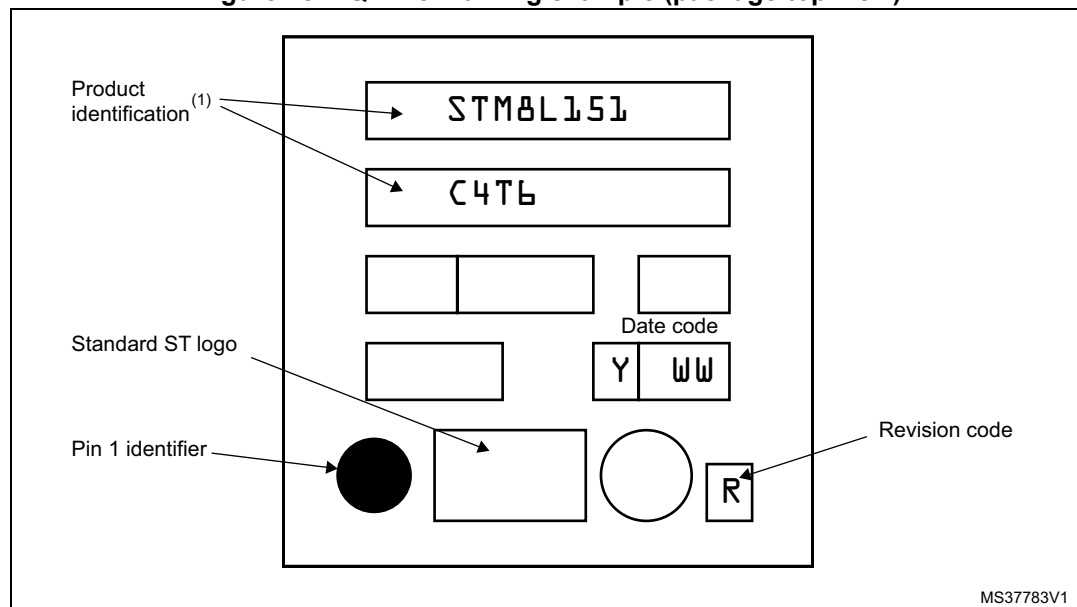 Product
identification (1)
STM8L151
C4T6
Date code
Standard ST logo
Y WW
Pin 1 identifier
Revision code
R
MS37783V1